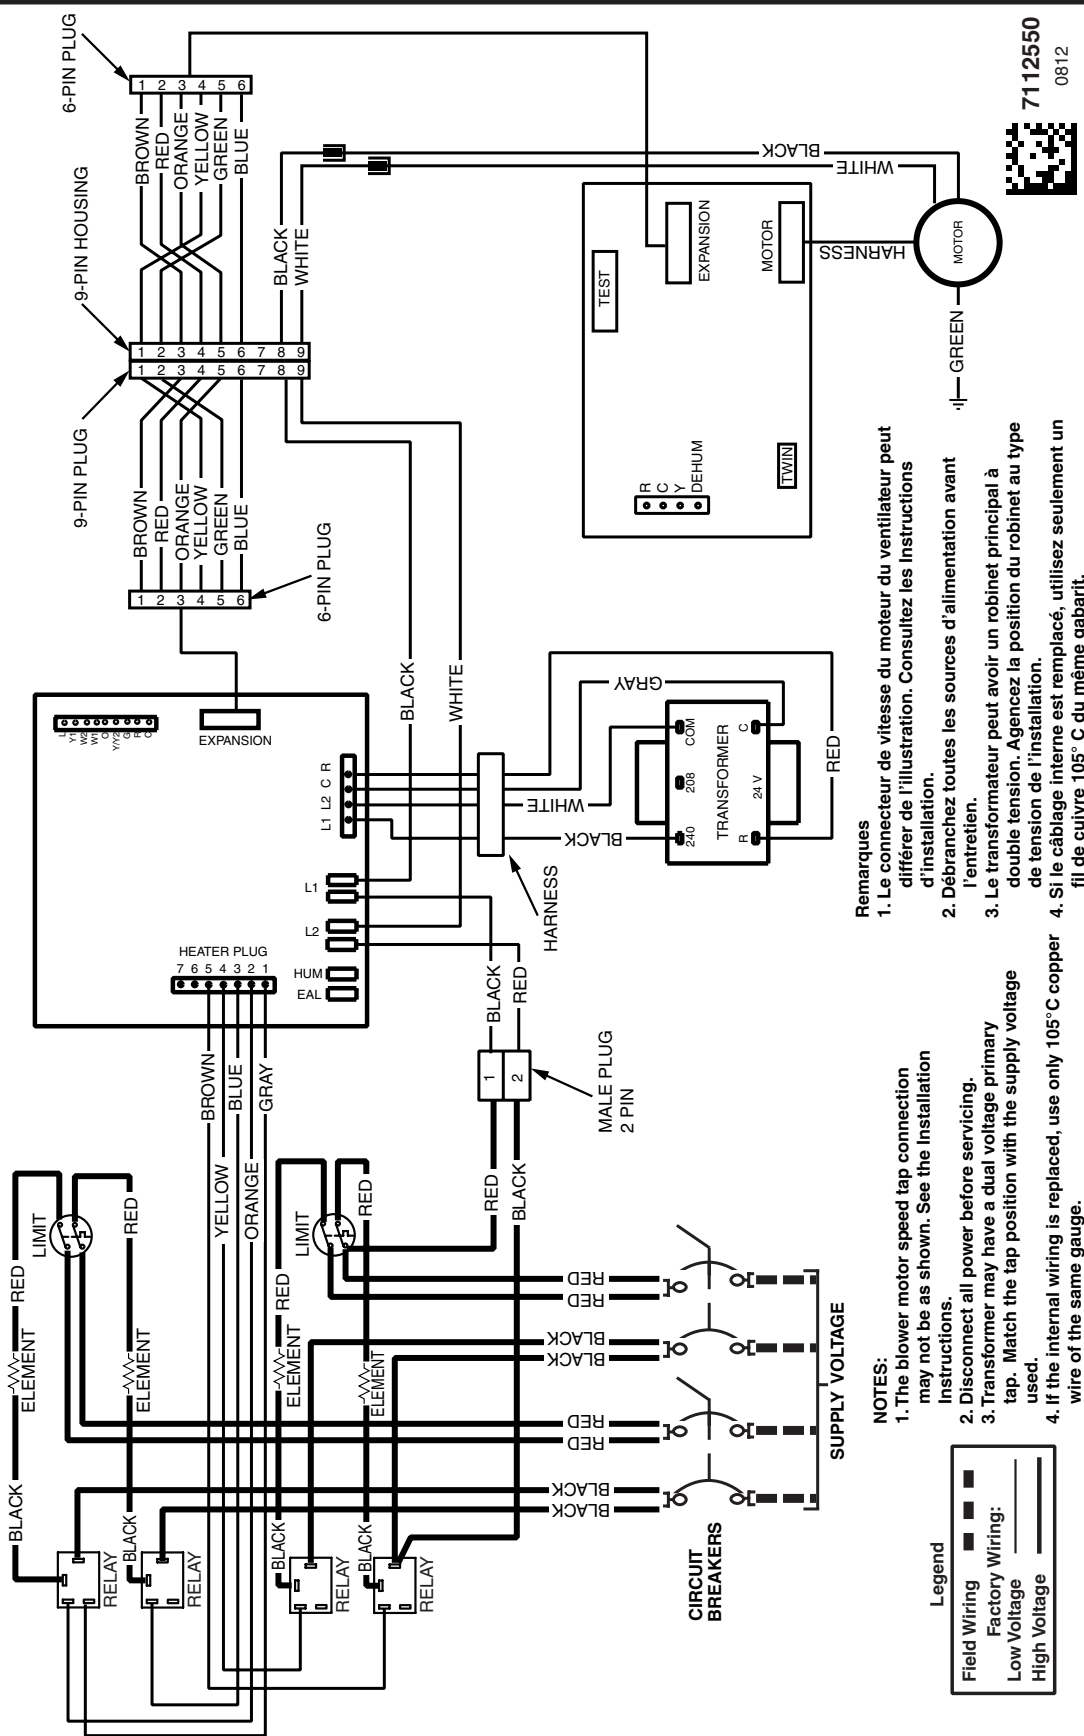 6-PIN PLUG
9-PIN HOUSING
9-PIN PLUG
6-PIN PLUG
1 2 3 4 5 6
BROWN
RED
ORANGE
YELLOW
GREEN
BLUE
1 2 3 4 5 6 7 8 9
1 2 3 4 5 6 7 8 9
BROWN
RED
ORANGE
YELLOW
GREEN
BLUE
1 2 3 4 5 6
BLACK
WHITE
BLACK
WHITE
TEST
EXPANSION
MOTOR
R
C
Y
DEHUM
TWIN
HARNESS
MOTOR
GREEN
7112550
0812
L
Y1
W2
W1
O
Y/Y2
G
R
C
EXPANSION
L1 L2 C R
L1
L2
HUM
EAL
HEATER PLUG
7 6 5 4 3 2 1
BLACK
WHITE
HARNESS
BLACK
WHITE
GRAY
RED
240
208
COM
TRANSFORMER
R
24 V
C
BROWN
YELLOW
BLUE
ORANGE
GRAY
BLACK
RED
1
2
MALE PLUG
2 PIN
RED
BLACK
LIMIT
RED
RED
ELEMENT
ELEMENT
BLACK
BLACK
RELAY
RELAY
LIMIT
RED
RED
ELEMENT
ELEMENT
BLACK
BLACK
RELAY
RELAY
RED
RED
BLACK
BLACK
RED
RED
BLACK
BLACK
CIRCUIT
BREAKERS
SUPPLY VOLTAGE
Legend
Field Wiring
Factory Wiring:
Low Voltage
High Voltage
NOTES:
1. The blower motor speed tap connection
may not be as shown. See the Installation
Instructions.
2. Disconnect all power before servicing.
3. Transformer may have a dual voltage primary
tap. Match the tap position with the supply voltage
used.
4. If the internal wiring is replaced, use only 105°C copper
wire of the same gauge.
Remarques
1. Le connecteur de vitesse du moteur du ventilateur peut
différer de l'illustration. Consultez les Instructions
d'installation.
2. Débranchez toutes les sources d'alimentation avant
l'entretien.
3. Le transformateur peut avoir un robinet principal à
double tension. Agencez la position du robinet au type
de tension de l'installation.
4. Si le câblage interne est remplacé, utilisez seulement un
fil de cuivre 105° C du même gabarit.